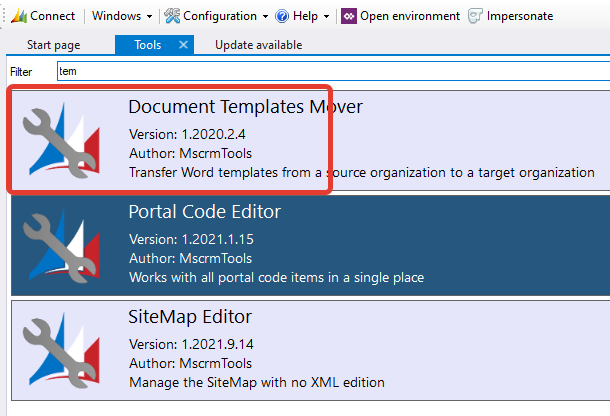 Connect Windows Configuration Help Open environment Impersonate
Start page Tools Update available
Filter tem
Document Templates Mover
Version: 1.2020.2.4
Author: MscrmTools
Transfer Word templates from a source organization to a target organization
Portal Code Editor
Version: 1.2021.1.15
Author: MscrmTools
Works with all portal code items in a single place
SiteMap Editor
Version: 1.2021.9.14
Author: MscrmTools
Manage the SiteMap with no XML edition